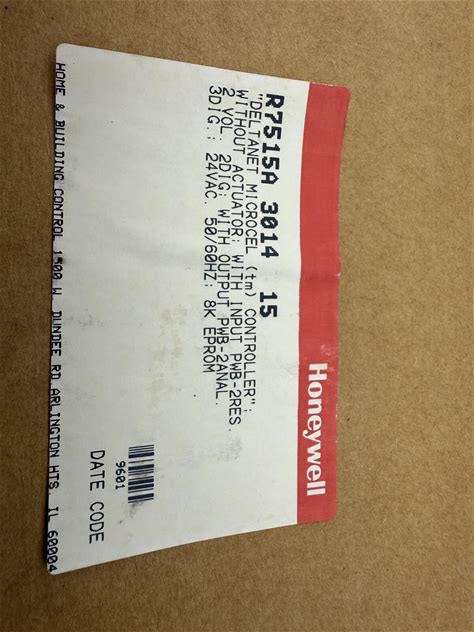 Honeywell
R7515A 3014 15
"DELTANET MICROCEL (tm) CONTROLLER";
WITHOUT ACTUATOR; WITH INPUT PWB-2RES.
2 VOL. 2DIG; WITH OUTPUT PWB-2ANAL.
3DIG.; 24VAC. 50/60HZ; 8K EPROM
9601
DATE CODE
HOME & BUILDING CONTROL 1500 W. DUNDEE RD.ARLINGTON HTS IL 60004